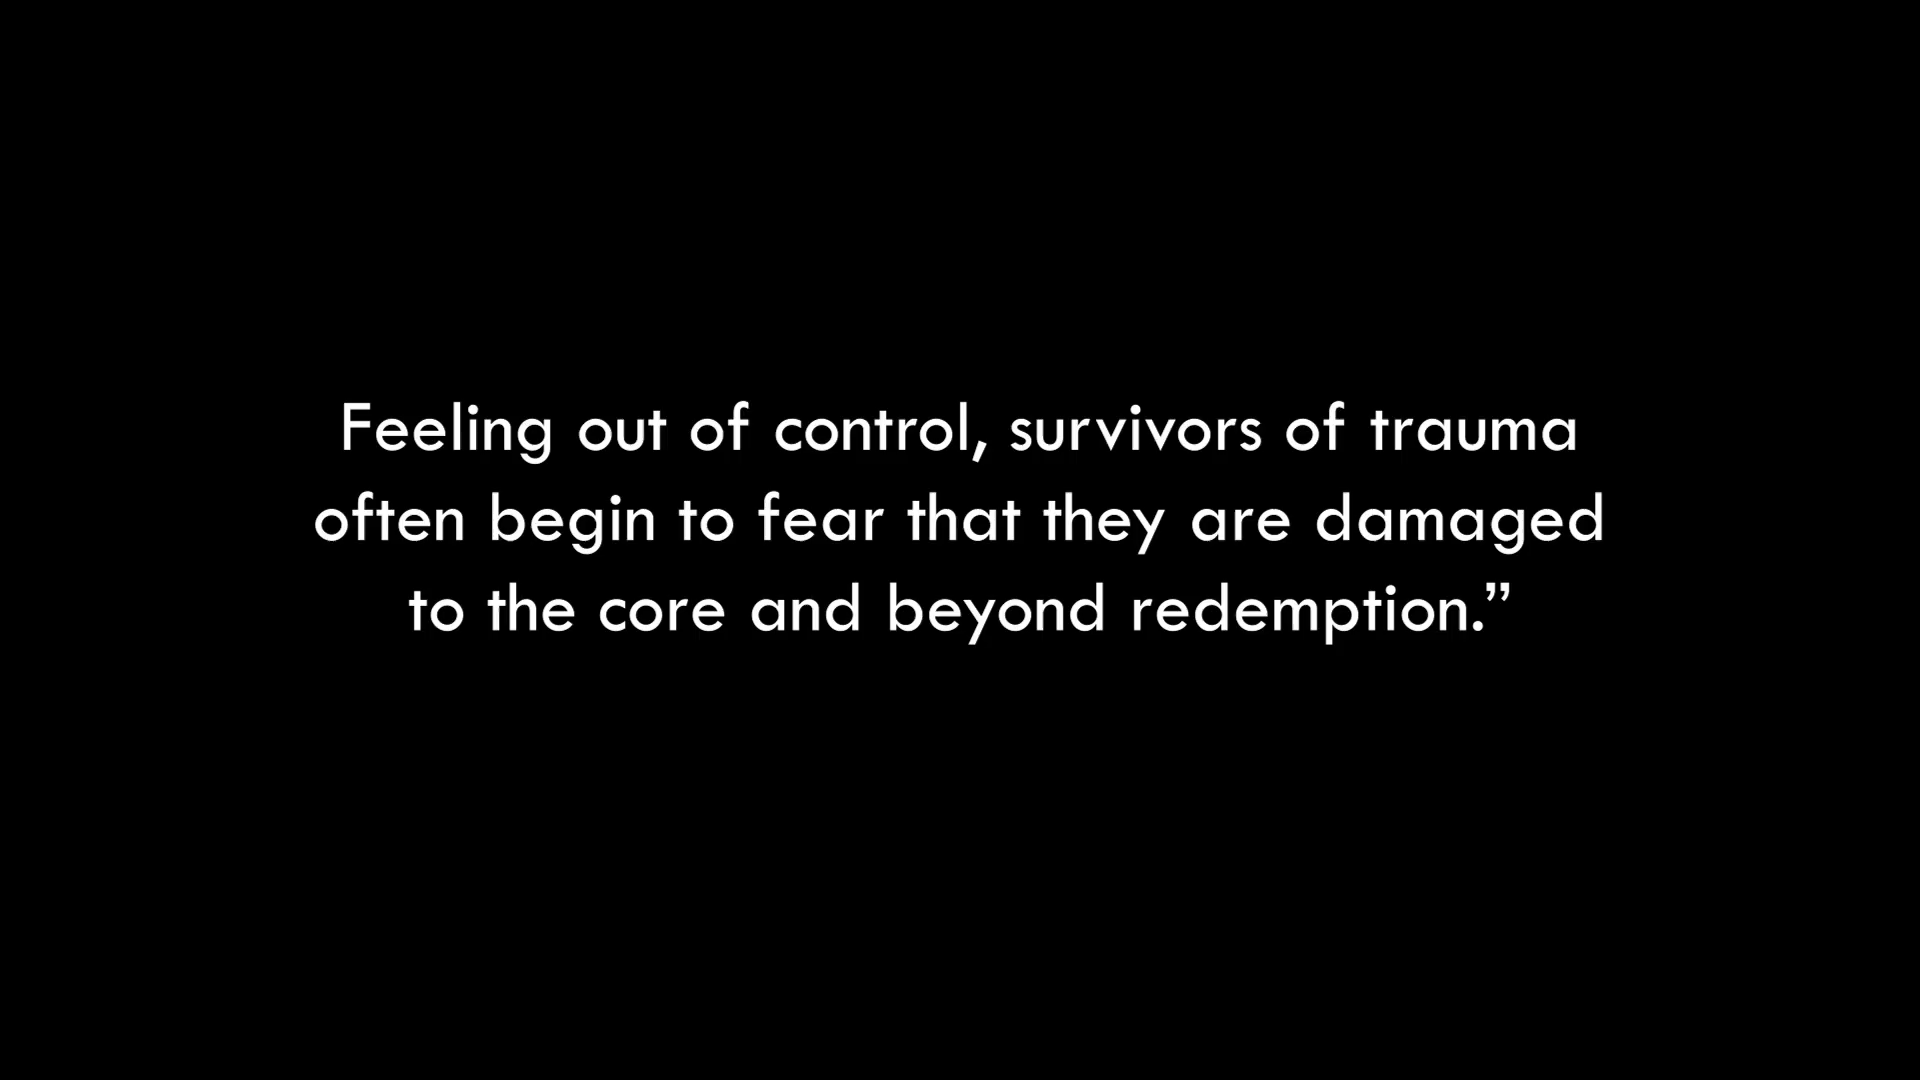 Feeling out of control, survivors of trauma
often begin to fear that they are damaged
to the core and beyond redemption.”